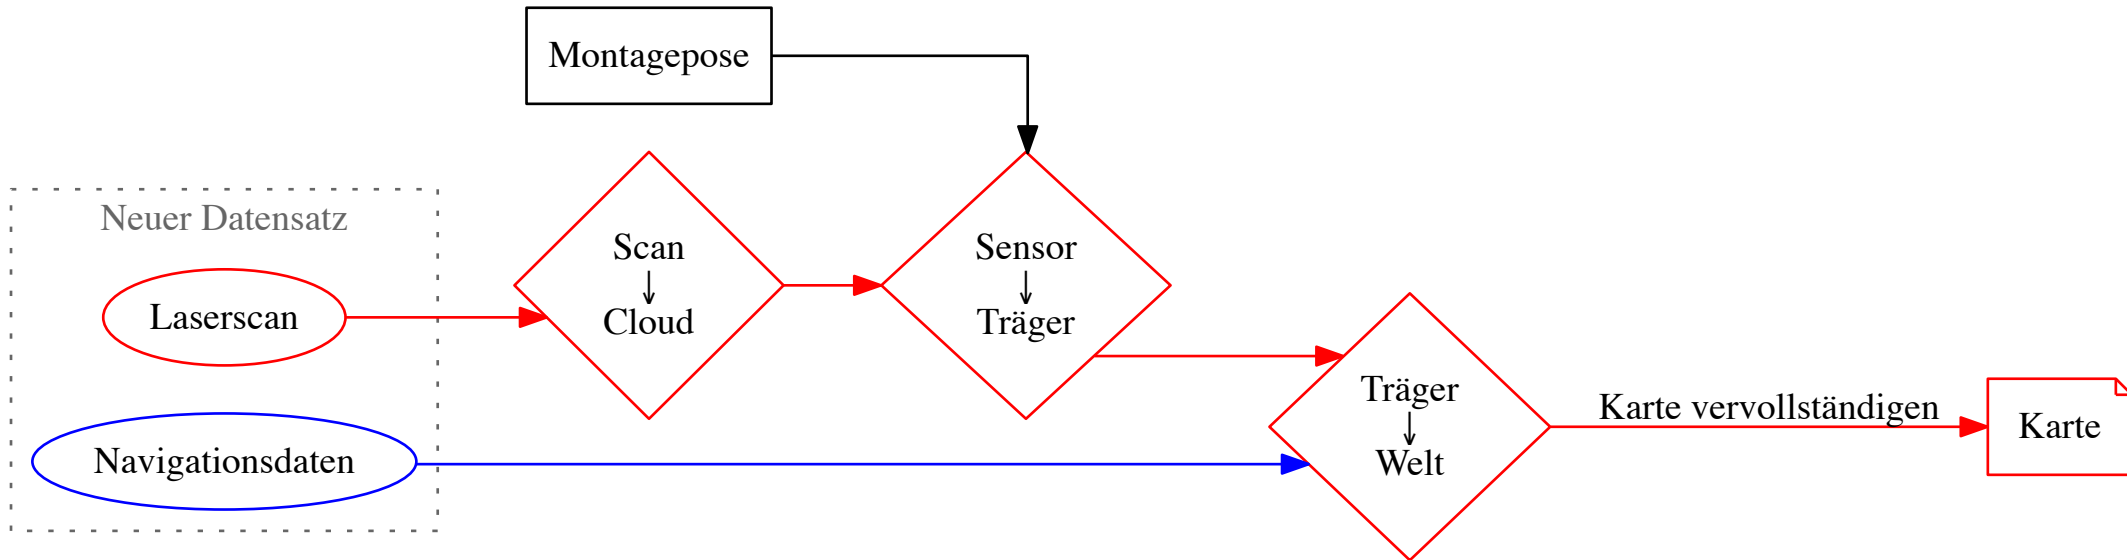 Montagepose
Neuer Datensatz
Laserscan
Navigationsdaten
Scan
↓
Cloud
Sensor
↓
Träger
Träger
↓
Welt
Karte vervollständigen
Karte